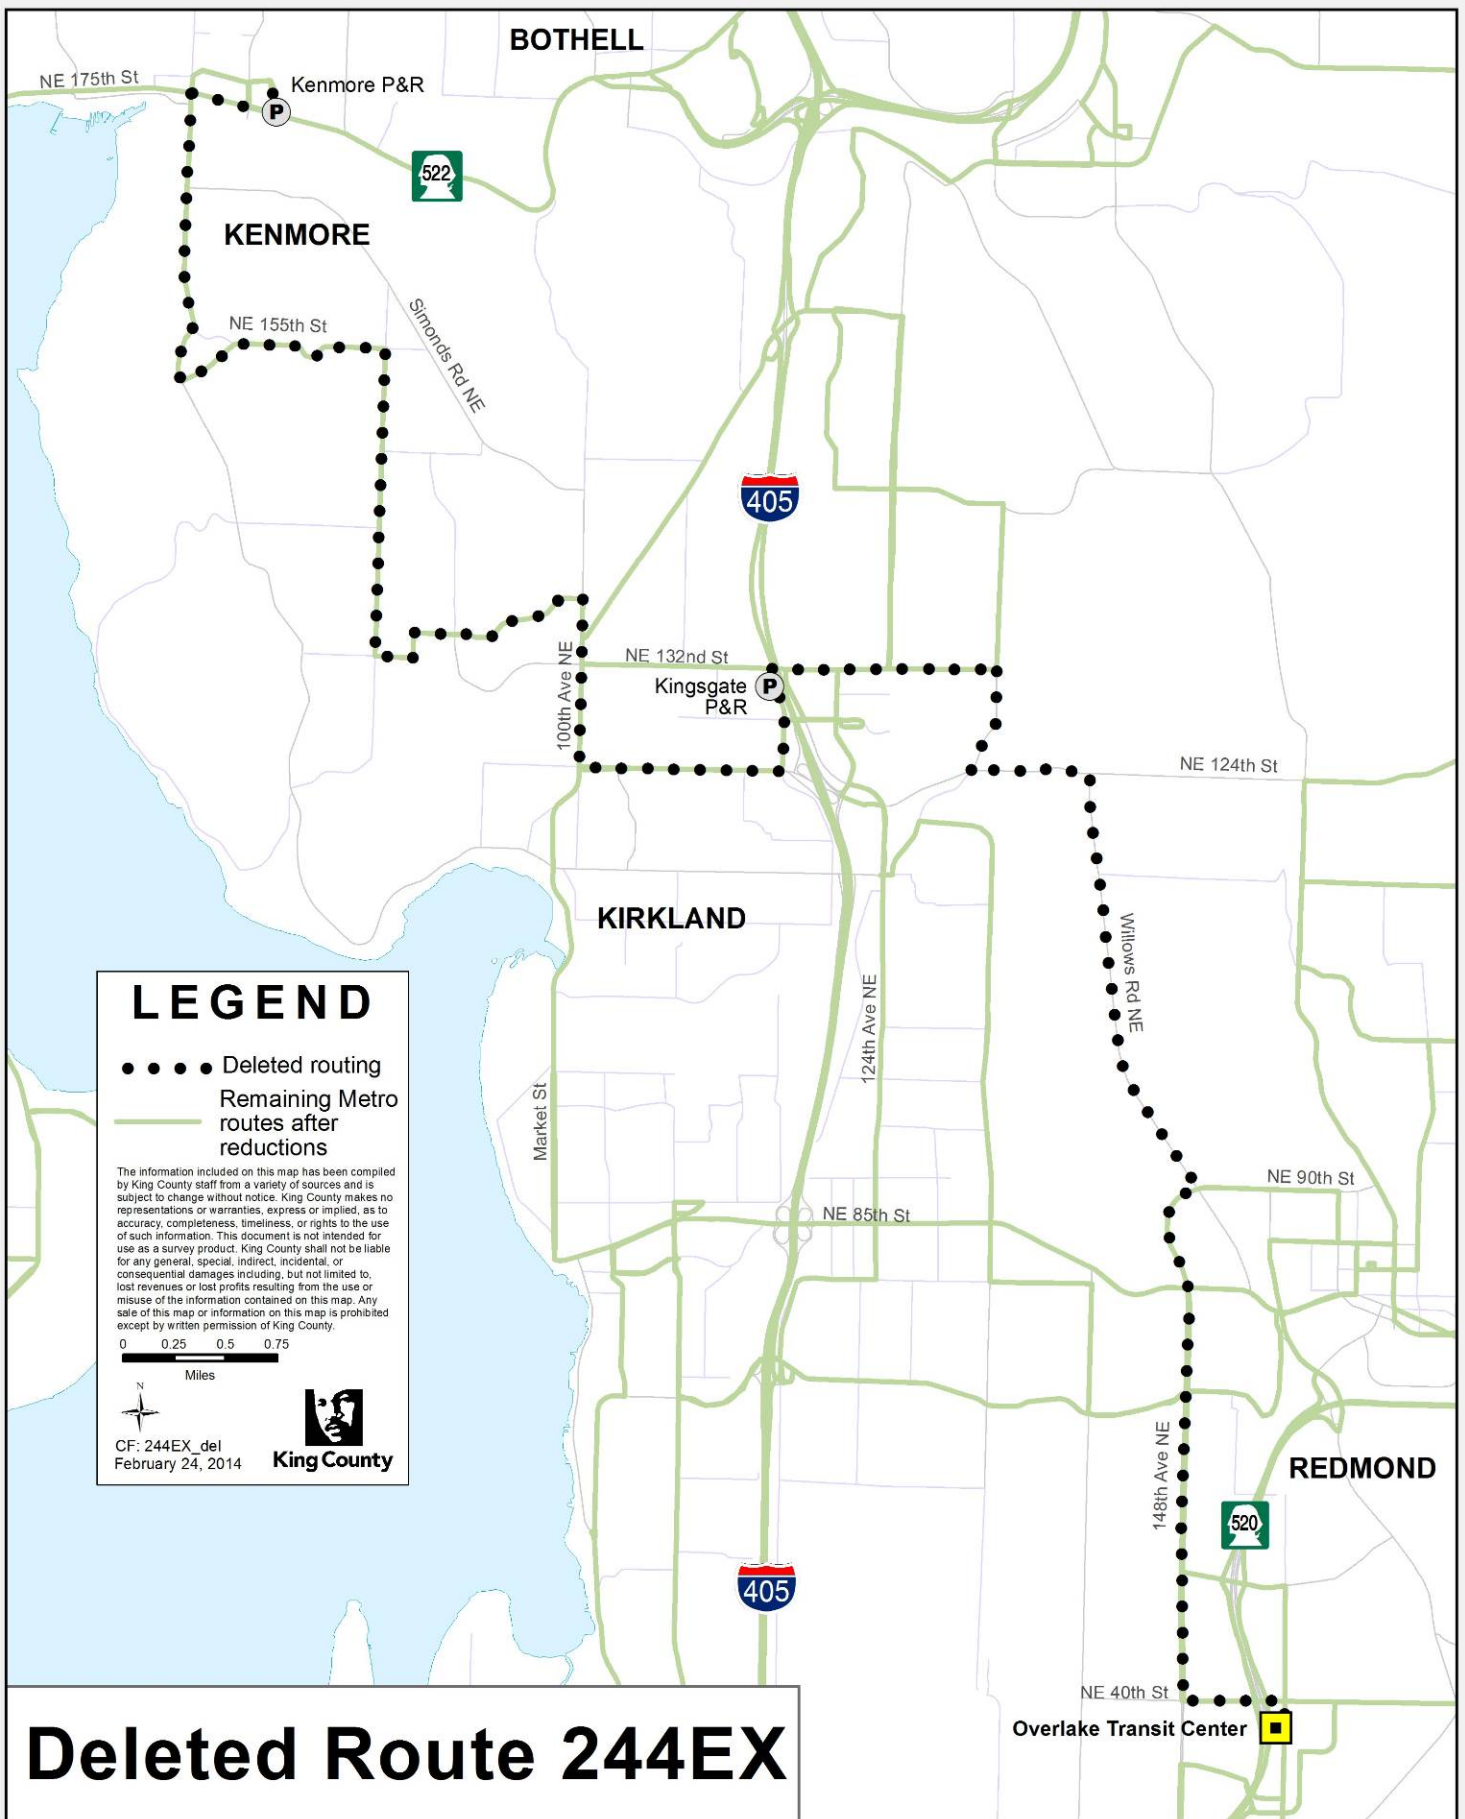 BOTHELL
NE 175th St
Kenmore P&R
P
522
KENMORE
NE 155th St
Simonds Rd NE
405
100th Ave NE
NE 132nd St
Kingsgate
P&R
P
NE 124th St
KIRKLAND
Willows Rd NE
124th Ave NE
Market St
NE 90th St
NE 85th St
148th Ave NE
REDMOND
520
405
NE 40th St
Overlake Transit Center
LEGEND
Deleted routing
Remaining Metro
routes after
reductions
The information included on this map has been compiled
by King County staff from a variety of sources and is
subject to change without notice. King County makes no
representations or warranties, express or implied, as to
accuracy, completeness, timeliness, or rights to the use
of such information. This document is not intended for
use as a survey product. King County shall not be liable
for any general, special, indirect, incidental, or
consequential damages including, but not limited to,
lost revenues or lost profits resulting from the use or
misuse of the information contained on this map. Any
sale of this map or information on this map is prohibited
except by written permission of King County.
0 0.25 0.5 0.75
Miles
N
CF: 244EX_del
February 24, 2014
King County
Deleted Route 244EX